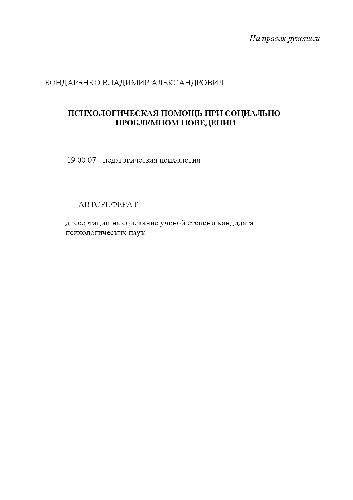 На правах рукописи
БОНДАРЕНКО ВЛАДИМИР АЛЕКСАНДРОВИЧ
ПСИХОЛОГИЧЕСКАЯ ПОМОЩЬ ПРИ СОЦИАЛЬНО
ПРОБЛЕМНОМ ПОВЕДЕНИИ
19.00.07 - педагогическая психология
АВТОРЕФЕРАТ
диссертации на соискание ученой степени кандидата
психологических наук